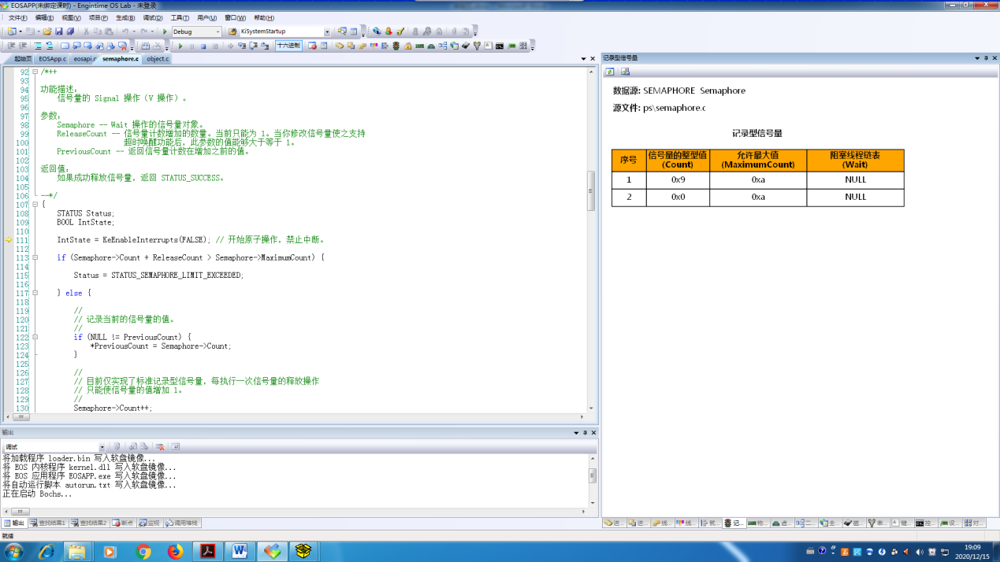 EOSAPP(未绑定课时) - Engintime OS Lab - 未登录
文件(F) 编辑(E) 视图(V) 项目(P) 生成(B) 调试(D) 工具(T) 用户(U) 窗口(W) 帮助(H)
Debug KiSystemStartup
十六进制
起始页 EOSApp.c eosapi.c semaphore.c object.c
92 /*++
93
94 功能描述:
95 信号量的 Signal 操作（V 操作）。
96
97 参数:
98 Semaphore -- Wait 操作的信号量对象。
99 ReleaseCount -- 信号量计数增加的数量。当前只能为 1。当你修改信号量使之支持
100 超时唤醒功能后，此参数的值能够大于等于 1。
101 PreviousCount -- 返回信号量计数在增加之前的值。
102
103 返回值:
104 如果成功释放信号量，返回 STATUS_SUCCESS。
105
106 --*/
107 {
108 STATUS Status;
109 BOOL IntState;
110
111 IntState = KeEnableInterrupts(FALSE); // 开始原子操作，禁止中断。
112
113 if (Semaphore->Count + ReleaseCount > Semaphore->MaximumCount) {
114
115 Status = STATUS_SEMAPHORE_LIMIT_EXCEEDED;
116
117 } else {
118
119 //
120 // 记录当前的信号量的值。
121 //
122 if (NULL != PreviousCount) {
123 *PreviousCount = Semaphore->Count;
124 }
125
126 //
127 // 目前仅实现了标准记录型信号量，每执行一次信号量的释放操作
128 // 只能使信号量的值增加 1。
129 //
130 Semaphore->Count++;
输出
调试
将加载程序 loader.bin 写入软盘镜像...
将 EOS 内核程序 kernel.dll 写入软盘镜像...
将 EOS 应用程序 EOSAPP.exe 写入软盘镜像...
将自动运行脚本 autorun.txt 写入软盘镜像...
正在启动 Bochs...
输出 查找结果1 查找结果2 断点 监视 调用堆栈
就绪
记录型信号量
数据源: SEMAPHORE Semaphore
源文件: ps\semaphore.c
记录型信号量
序号 信号量的整型值 (Count) 允许最大值 (MaximumCount) 阻塞线程链表 (Wait)
1 0x9 0xa NULL
2 0x0 0xa NULL
进... 进... 线... 线... 就... 记... 物... 虚... 二... 全... 磁... 串... 键... 控... 设... 对...
19:09
2020/12/15